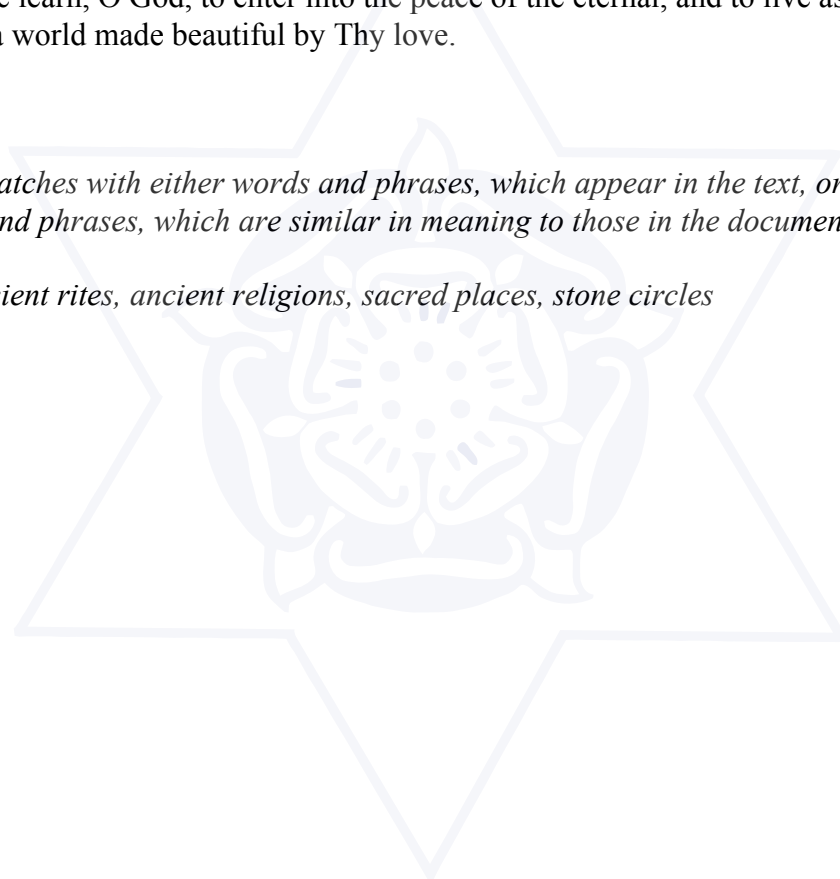 e learn, O God, to enter into the peace of the eternal, and to live as
a world made beautiful by Thy love.
atches with either words and phrases, which appear in the text, or
nd phrases, which are similar in meaning to those in the documen
ient rites, ancient religions, sacred places, stone circles